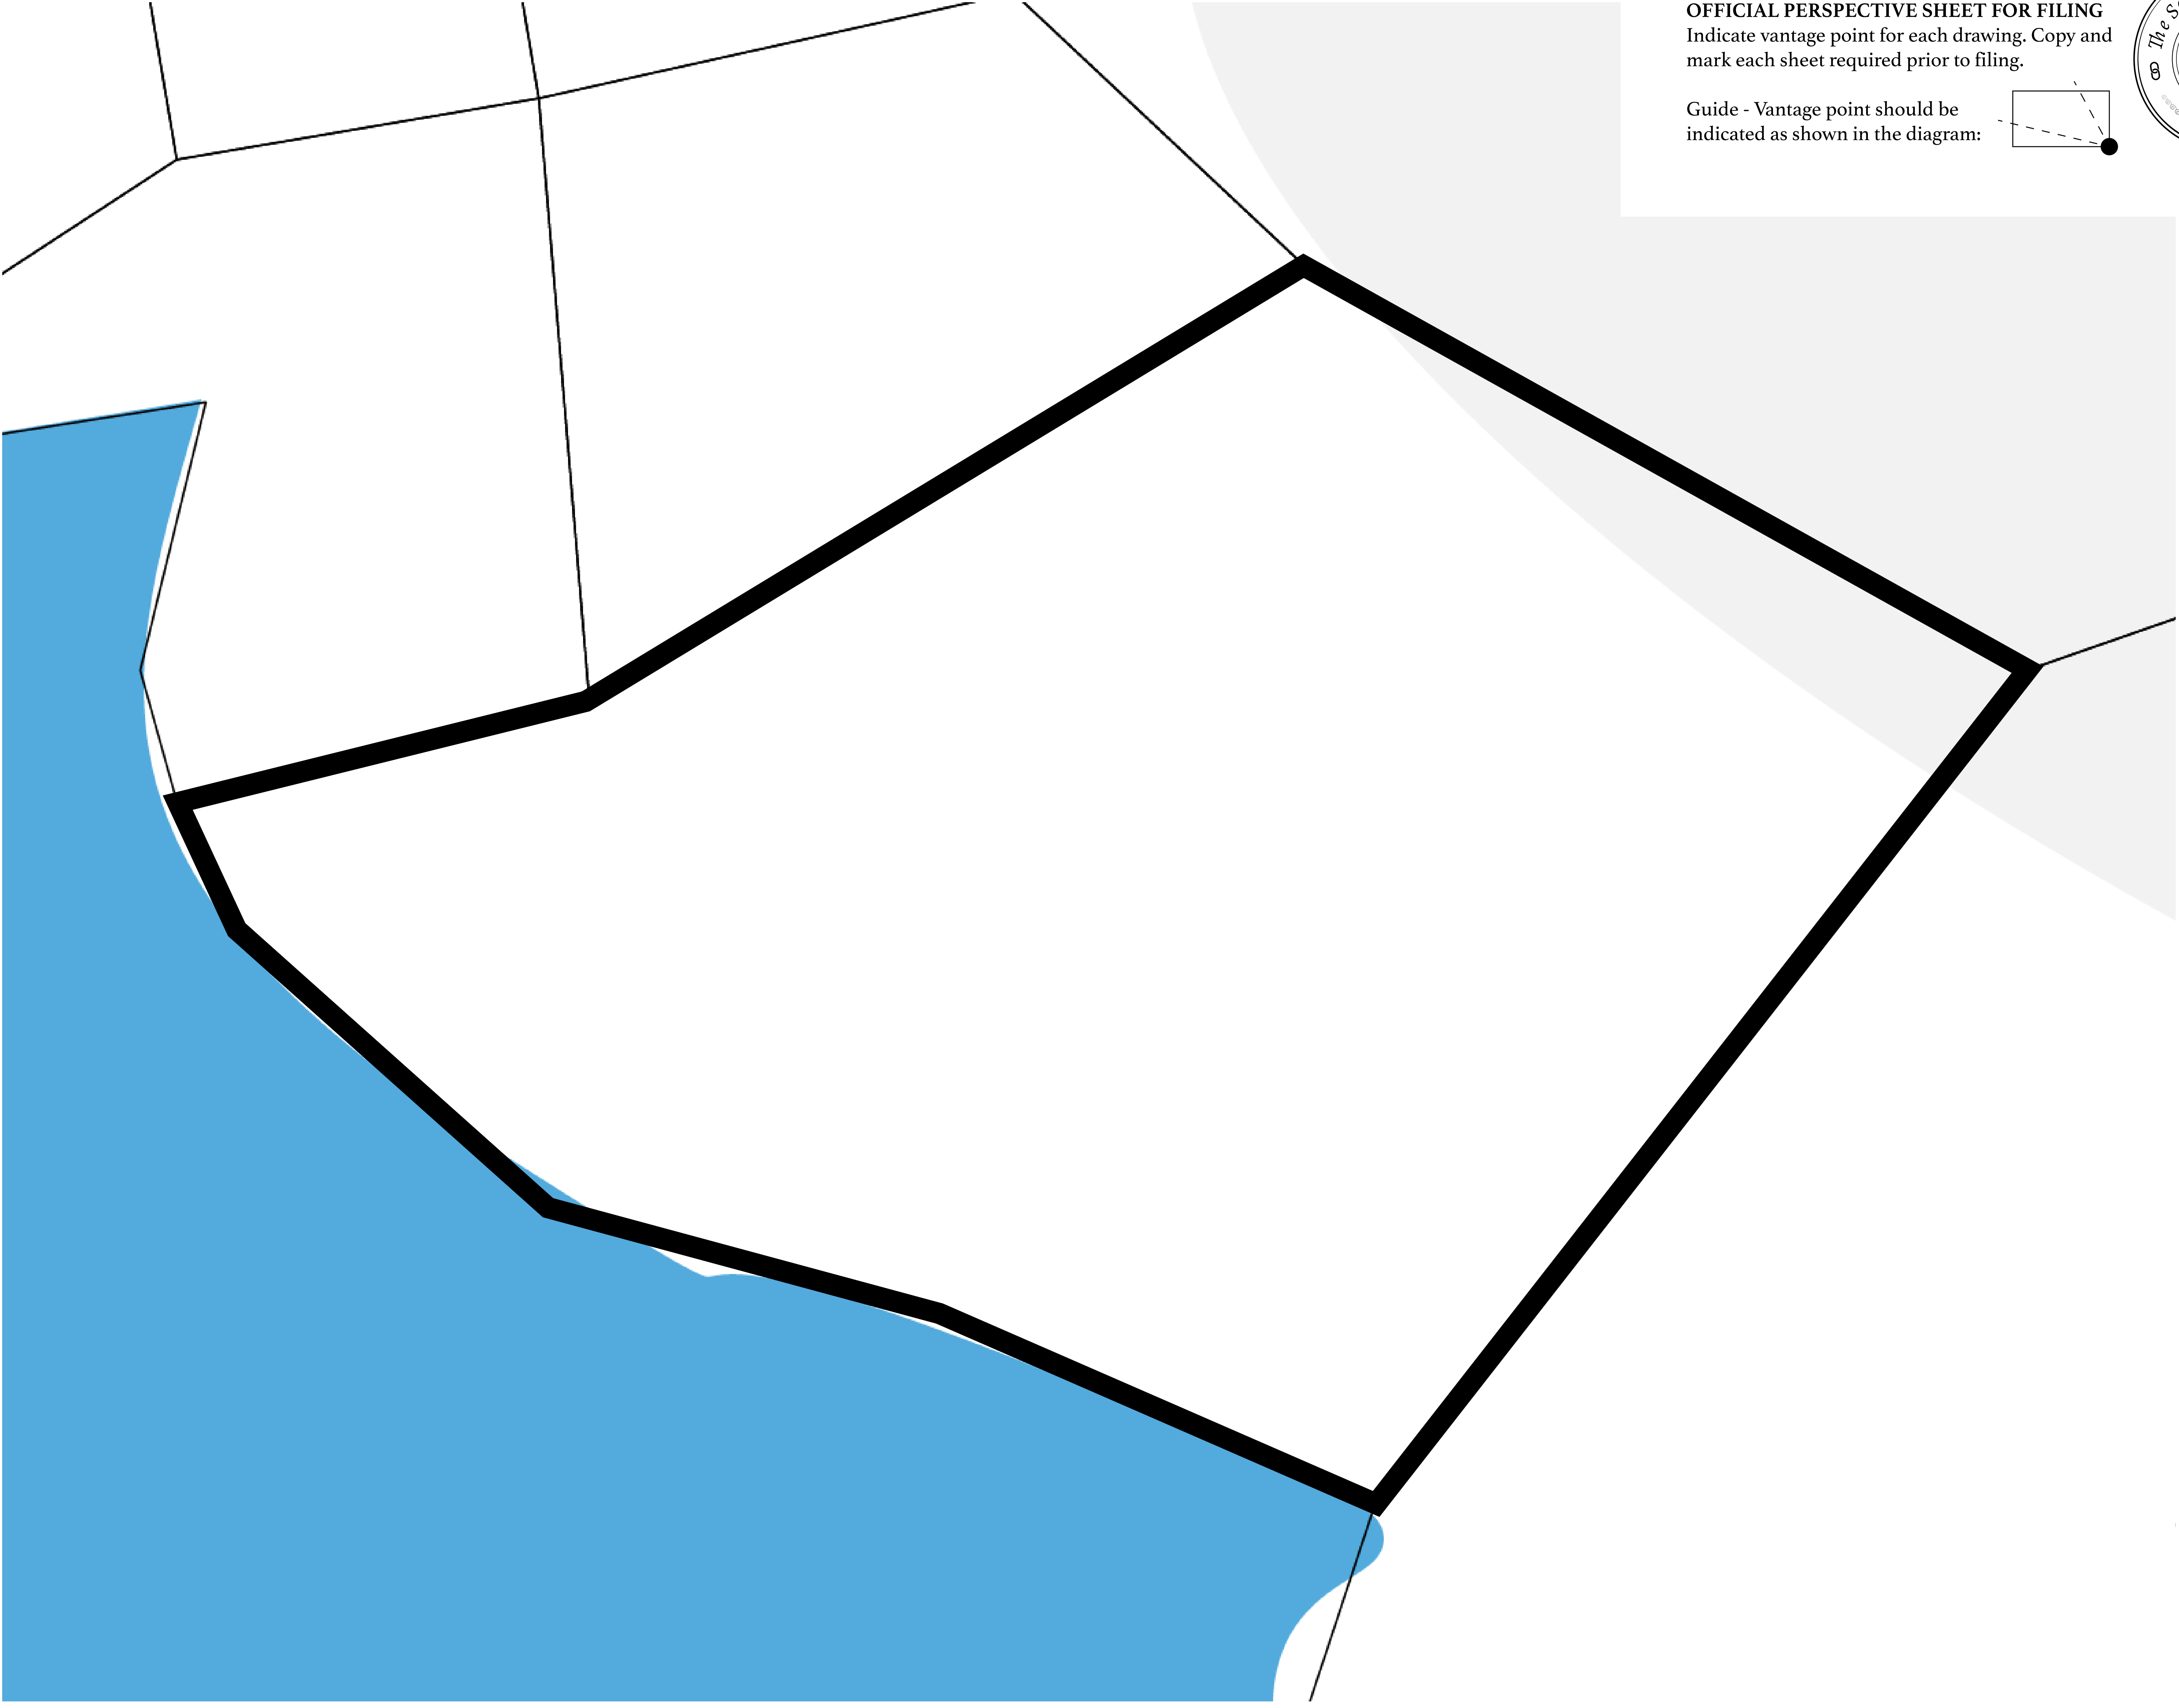 OFFICIAL PERSPECTIVE SHEET FOR FILING
Indicate vantage point for each drawing. Copy and
mark each sheet required prior to filing.
Guide - Vantage point should be
indicated as shown in the diagram:
The